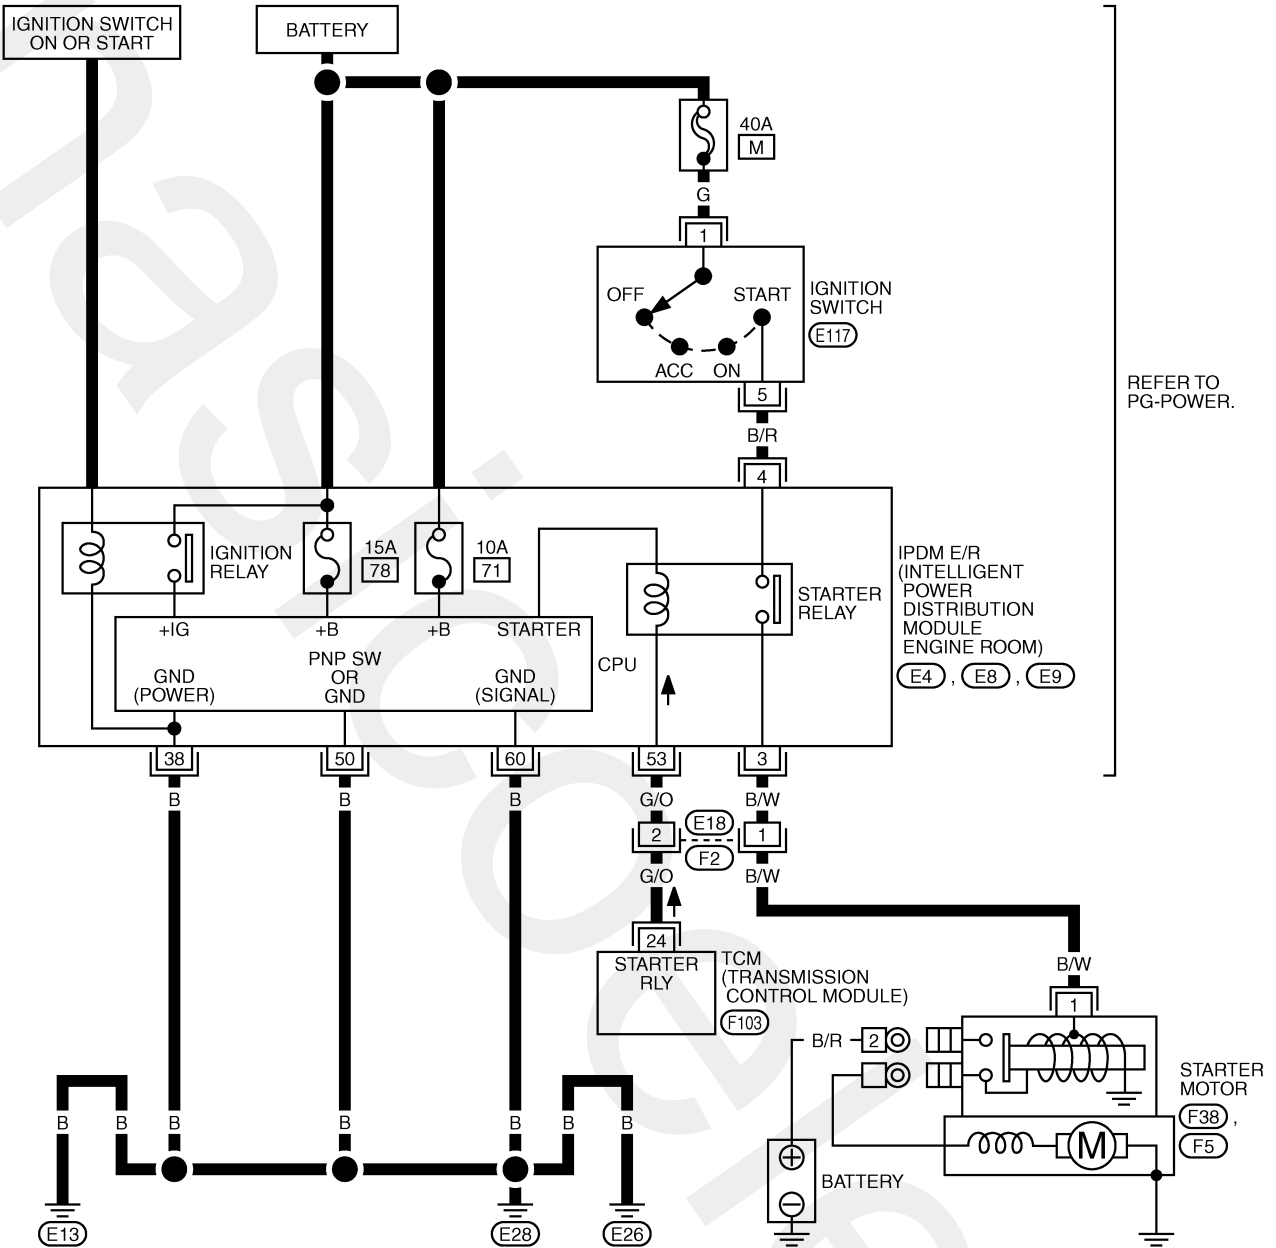 IGNITION SWITCH
ON OR START
BATTERY
40A
M
G
1
OFF
START
ACC
ON
IGNITION
SWITCH
E117
5
B/R
4
REFER TO
PG-POWER.
IGNITION
RELAY
15A
78
10A
71
STARTER
RELAY
IPDM E/R
(INTELLIGENT
POWER
DISTRIBUTION
MODULE
ENGINE ROOM)
E4 , E8 , E9
+IG
+B
+B
STARTER
CPU
GND
(POWER)
PNP SW
OR
GND
GND
(SIGNAL)
38
50
60
53
3
B
B
B
G/O
B/W
2
E18
F2
1
G/O
B/W
24
STARTER
RLY
TCM
(TRANSMISSION
CONTROL MODULE)
F103
B/W
1
B/R
2
STARTER
MOTOR
F38 ,
F5
M
+
−
BATTERY
B
B
B
B
B
B
B
E13
E28
E26